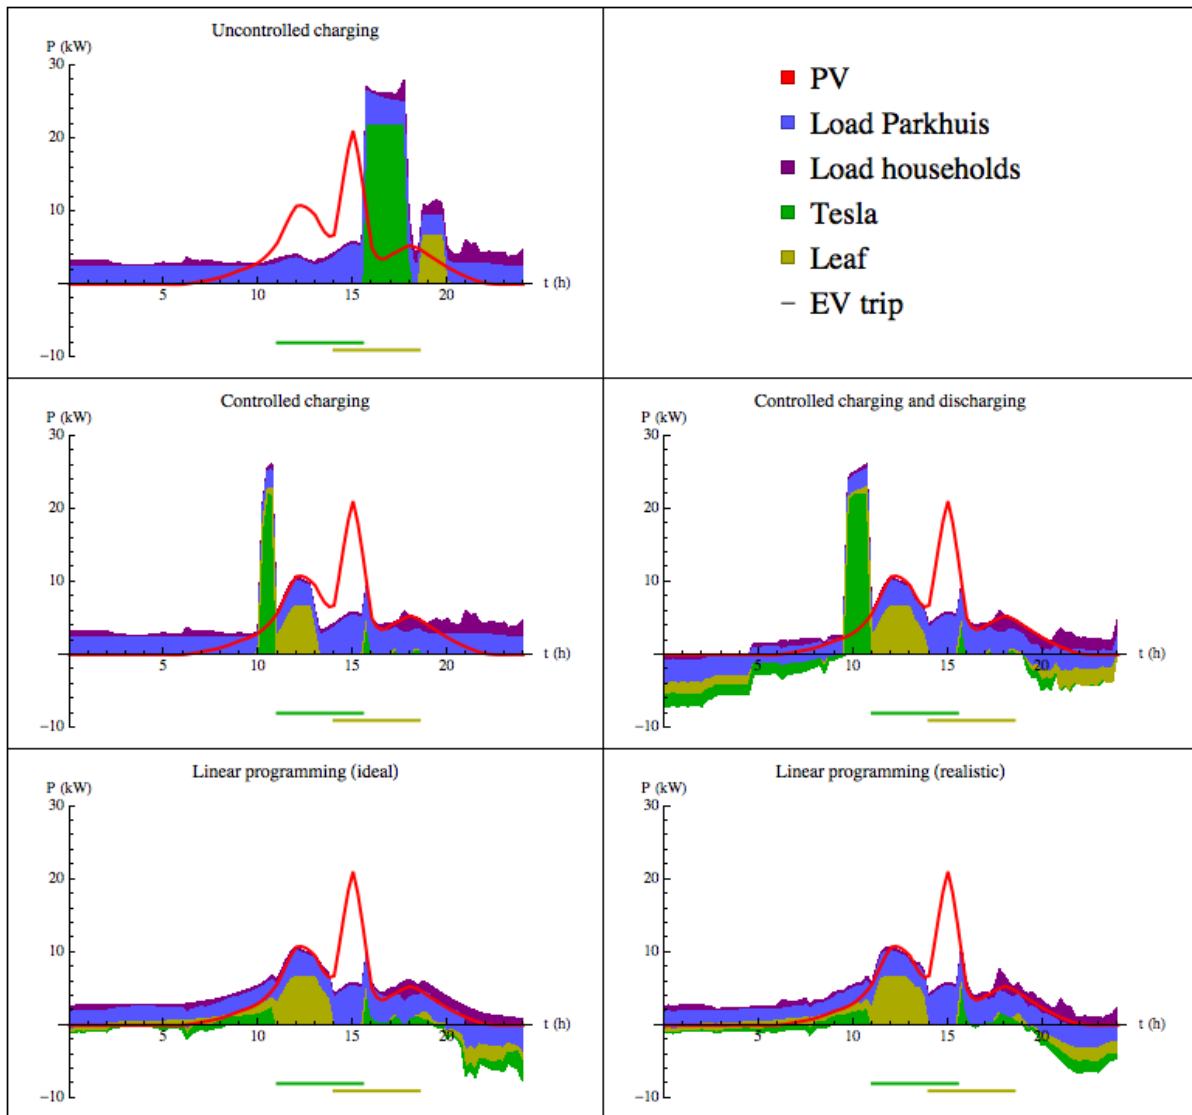 Uncontrolled charging
P (kW)
30
20
10
5
10
15
20
t (h)
−10
PV
Load Parkhuis
Load households
Tesla
Leaf
EV trip
Controlled charging
P (kW)
30
20
10
5
10
15
20
t (h)
−10
Controlled charging and discharging
P (kW)
30
20
10
5
10
15
20
t (h)
−10
Linear programming (ideal)
P (kW)
30
20
10
5
10
15
20
t (h)
−10
Linear programming (realistic)
P (kW)
30
20
10
5
10
15
20
t (h)
−10